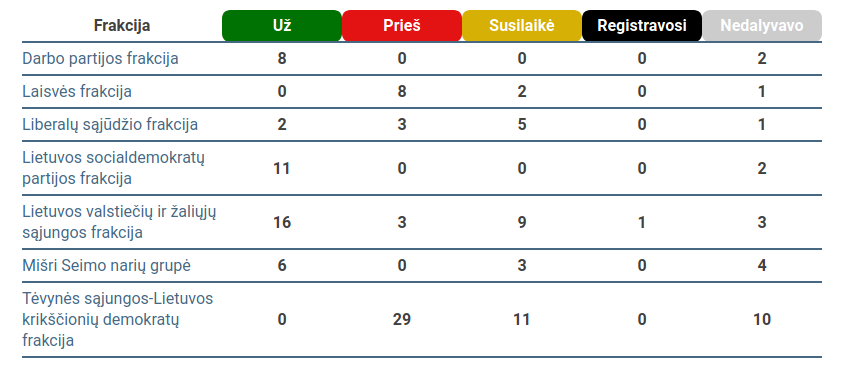 Frakcija Už Prieš Susilaikė Registravosi Nedalyvavo
Darbo partijos frakcija 8 0 0 0 2
Laisvės frakcija 0 8 2 0 1
Liberalų sąjūdžio frakcija 2 3 5 0 1
Lietuvos socialdemokratų
partijos frakcija 11 0 0 0 2
Lietuvos valstiečių ir žaliųjų
sąjungos frakcija 16 3 9 1 3
Mišri Seimo narių grupė 6 0 3 0 4
Tėvynės sąjungos-Lietuvos
krikščionių demokratų 0 29 11 0 10
frakcija